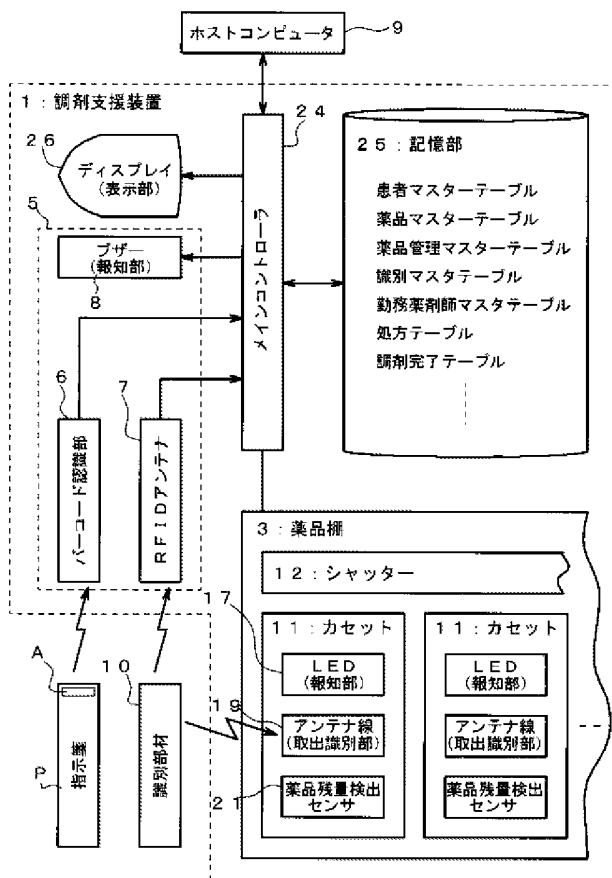 ホストコンピュータ
9
1:調剤支援装置
24
26
ディスプレイ
(表示部)
5
ブザー
(報知部)
8
メインコントローラ
25:記憶部
患者マスターテーブル
薬品マスターテーブル
薬品管理マスターテーブル
識別マスタテーブル
勤務薬剤師マスタテーブル
処方テーブル
調剤完了テーブル
6
バーコード認識部
7
RFIDアンテナ
3:薬品棚
12:シャッター
17
11:カセット
LED
(報知部)
19
アンテナ線
(取出識別部)
21
薬品残量検出
センサ
11:カセット
LED
(報知部)
アンテナ線
(取出識別部)
薬品残量検出
センサ
A
P
指示箋
10
識別部材